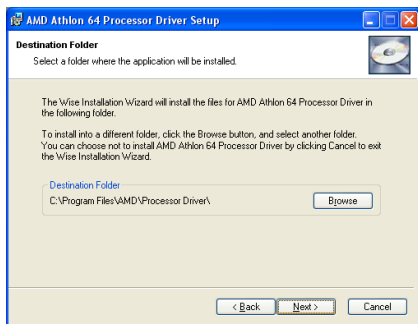 AMD Athlon 64 Processor Driver Setup
Destination Folder
Select a folder where the application will be installed.
The Wise Installation Wizard will install the files for AMD Athlon 64 Processor Driver in
the following folder.
To install into a different folder, click the Browse button, and select another folder.
You can choose not to install AMD Athlon 64 Processor Driver by clicking Cancel to exit
the Wise Installation Wizard.
Destination Folder
C:\Program Files\AMD\Processor Driver\
Browse
< Back
Next >
Cancel